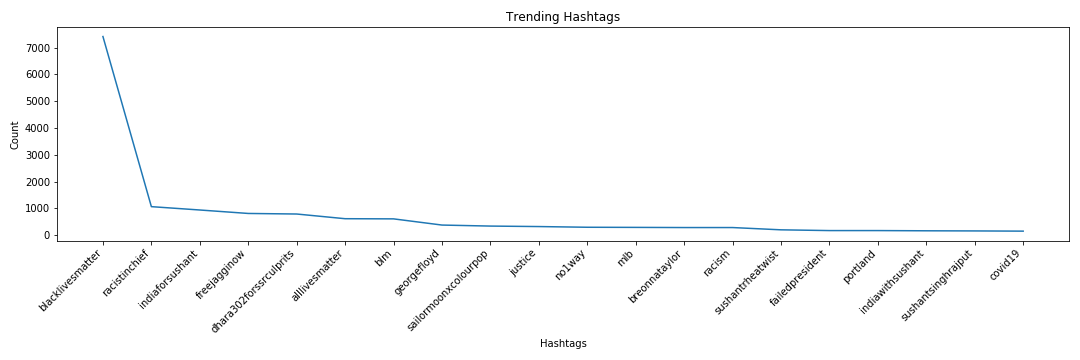 Trending Hashtags
Count
7000
6000
5000
4000
3000
2000
1000
0
blacklivesmatter
racistinchief
indiaforsushant
freejagginow
dhara302forssrculprits
alllivesmatter
blm
georgefloyd
sailormoonxcolourpop
justice
no1way
mlb
breonnataylor
racism
sushantrheatwist
failedpresident
portland
indiawithsushant
sushantsinghrajput
covid19
Hashtags